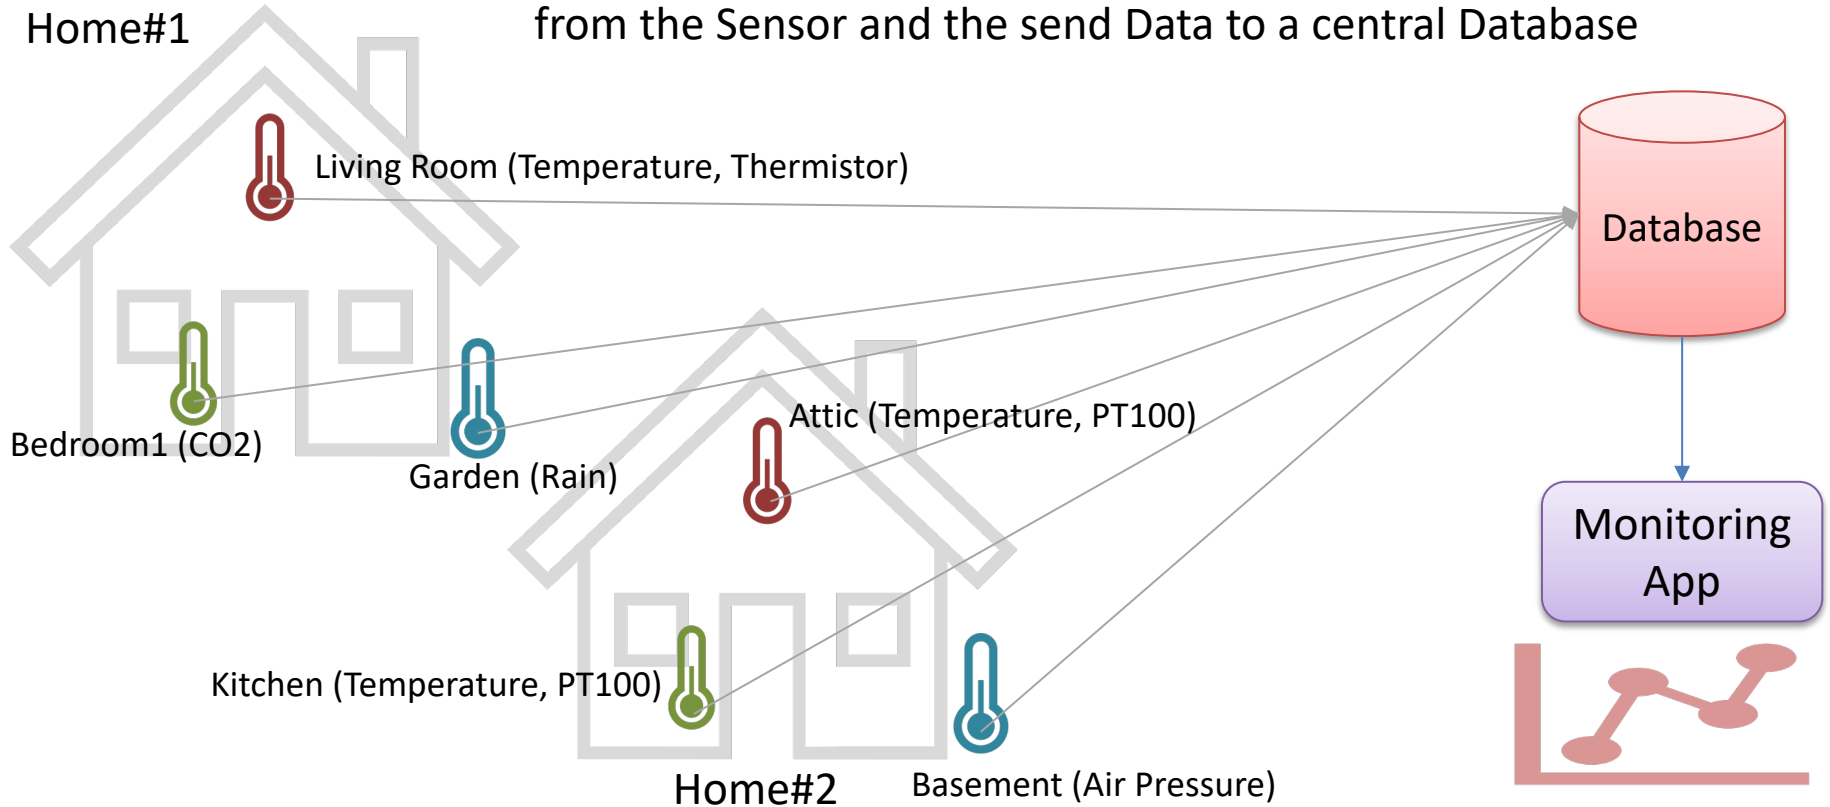 Home#1
from the Sensor and the send Data to a central Database
Living Room (Temperature, Thermistor)
Database
Bedroom1 (CO2)
Garden (Rain)
Attic (Temperature, PT100)
Monitoring
App
Kitchen (Temperature, PT100)
Home#2
Basement (Air Pressure)